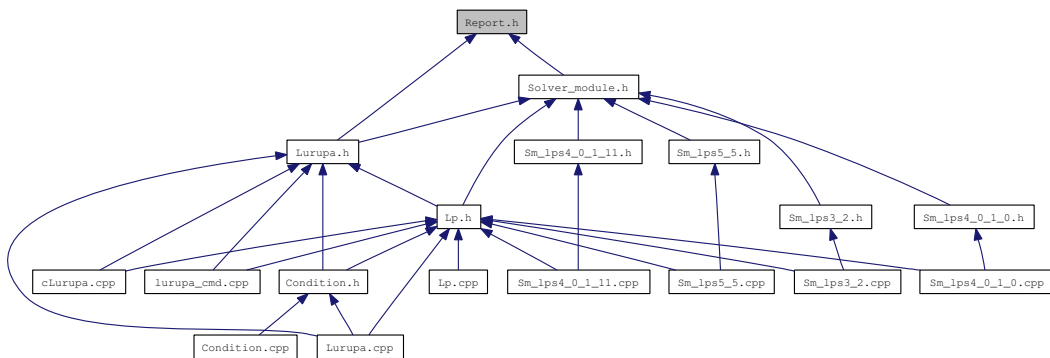 Report.h
Solver_module.h
Lurupa.h
Sm_lps4_0_1_11.h
Sm_lps5_5.h
Lp.h
Sm_lps3_2.h
Sm_lps4_0_1_0.h
cLurupa.cpp
lurupa_cmd.cpp
Condition.h
Lp.cpp
Sm_lps4_0_1_11.cpp
Sm_lps5_5.cpp
Sm_lps3_2.cpp
Sm_lps4_0_1_0.cpp
Condition.cpp
Lurupa.cpp